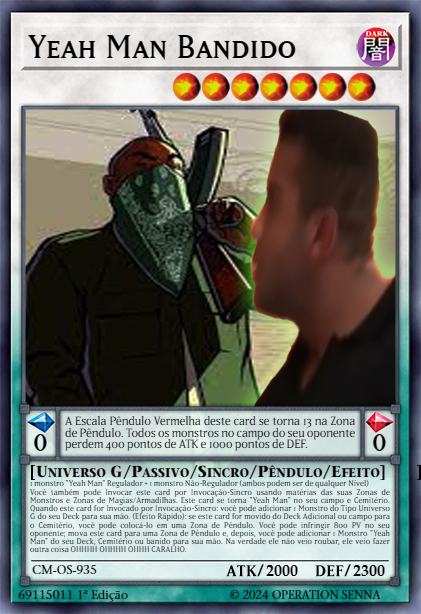 YEAH MAN BANDIDO
DARK
闇
A Escala Pêndulo Vermelha deste card se torna 13 na Zona
de Pêndulo. Todos os monstros no campo do seu oponente
perdem 400 pontos de ATK e 1000 pontos de DEF.
0
0
[UNIVERSO G/PASSIVO/SINCRO/PÊNDULO/EFEITO]
1 monstro "Yeah Man" Regulador + 1 monstro Não-Regulador (ambos podem ser de qualquer Nível)
Você também pode Invocar este card por Invocação-Sincro usando matérias das suas Zonas
de Monstros e Zonas de Magias/Armadilhas. Este card se torna "Yeah Man" no seu campo e Cemitério.
Quando este card for Invocado por Invocação-Sincro: você pode adicionar 1 Monstro do Tipo Universo
G do seu Deck para sua mão. (Efeito Rápido): se este card for movido do Deck Adicional ou campo para
o Cemitério, você pode colocá-lo em uma Zona de Pêndulo. Você pode infringir 800 PV no seu
oponente; mova este card para uma Zona de Pêndulo e, depois, você pode adicionar 1 Monstro "Yeah
Man" do seu Deck, Cemitério ou banido para sua mão. Na verdade ele não veio roubar, ele veio fazer
outra coisa OHHHH OHHHH OHHH CARALHO.
CM-OS-935
ATK/2000 DEF/2300
69115011 1ª Edição
© 2024 OPERATION SENNA